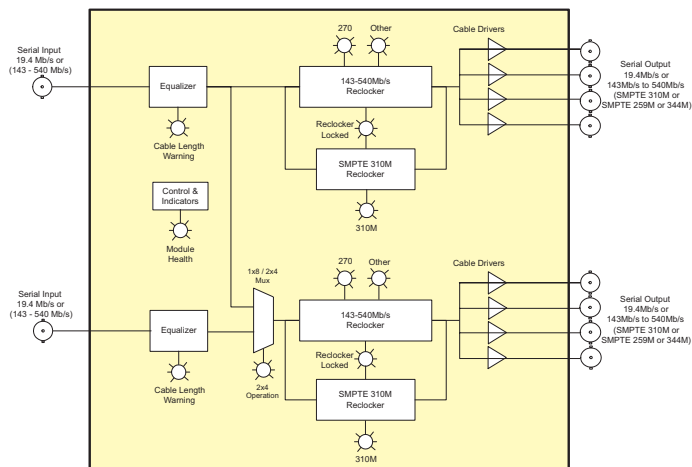 Serial Input
19.4 Mb/s or
(143 - 540 Mb/s)
Equalizer
Cable Length
Warning
Control &
Indicators
Module
Health
270
Other
143-540Mb/s
Reclocker
Reclocker
Locked
SMPTE 310M
Reclocker
310M
Cable Drivers
Serial Output
19.4Mb/s or
143Mb/s to 540Mb/s
(SMPTE 310M or
SMPTE 259M or 344M)
Serial Input
19.4 Mb/s or
(143 - 540 Mb/s)
Equalizer
Cable Length
Warning
1x8 / 2x4
Mux
2x4
Operation
270
Other
143-540Mb/s
Reclocker
Reclocker
Locked
SMPTE 310M
Reclocker
310M
Cable Drivers
Serial Output
19.4Mb/s or
143Mb/s to 540Mb/s
(SMPTE 310M or
SMPTE 259M or 344M)